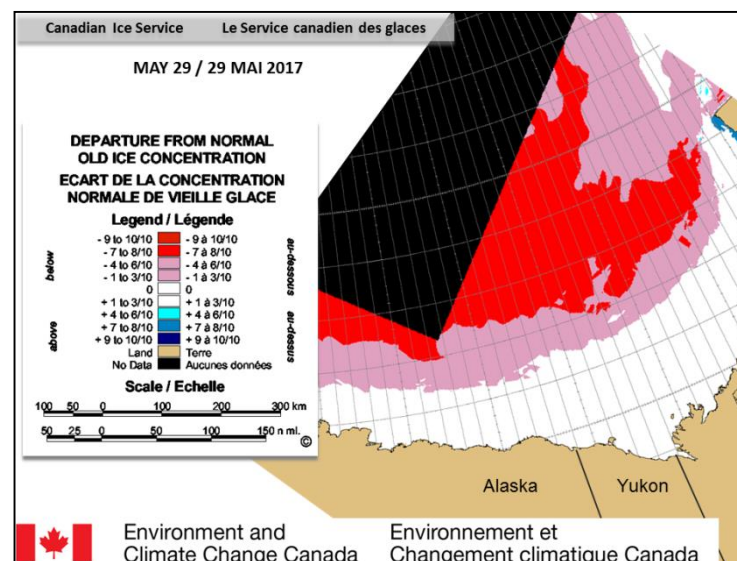 Canadian Ice Service Le Service canadien des glaces
MAY 29 / 29 MAI 2017
DEPARTURE FROM NORMAL
OLD ICE CONCENTRATION
ECART DE LA CONCENTRATION
NORMALE DE VIEILLE GLACE
Legend / Légende
below
above
- 9 to 10/10 - 9 à 10/10
- 7 to 8/10 - 7 à 8/10
- 4 to 6/10 - 4 à 6/10
- 1 to 3/10 - 1 à 3/10
0 0
+ 1 to 3/10 + 1 à 3/10
+ 4 to 6/10 + 4 à 6/10
+ 7 to 8/10 + 7 à 8/10
+ 9 to 10/10 + 9 à 10/10
Land Terre
No Data Aucunes données
au-dessous
au-dessus
Scale / Echelle
100 50 0 100 200 300 km
50 25 0 50 100 150 n mi.
©
Alaska Yukon
Environment and
Climate Change Canada
Environnement et
Changement climatique Canada